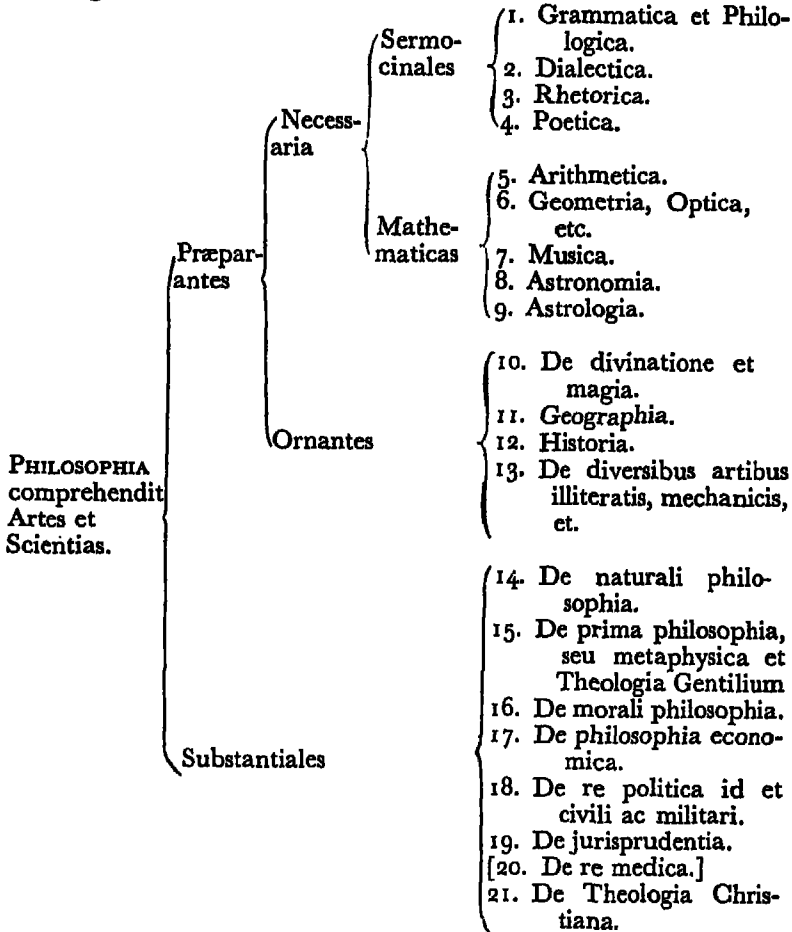 PHILOSOPHIA
comprehendit
Artes et
Scientias.
Præpar-
antes
Necess-
aria
Sermo-
cinales
1. Grammatica et Philo-
logica.
2. Dialectica.
3. Rhetorica.
4. Poetica.
Mathe-
maticas
5. Arithmetica.
6. Geometria, Optica,
etc.
7. Musica.
8. Astronomia.
9. Astrologia.
Ornantes
10. De divinatione et
magia.
11. Geographia.
12. Historia.
13. De diversibus artibus
illiteratis, mechanicis,
et.
Substantiales
14. De naturali philo-
sophia.
15. De prima philosophia,
seu metaphysica et
Theologia Gentilium
16. De morali philosophia.
17. De philosophia econo-
mica.
18. De re politica id et
civili ac militari.
19. De jurisprudentia.
[20. De re medica.]
21. De Theologia Chris-
tiana.